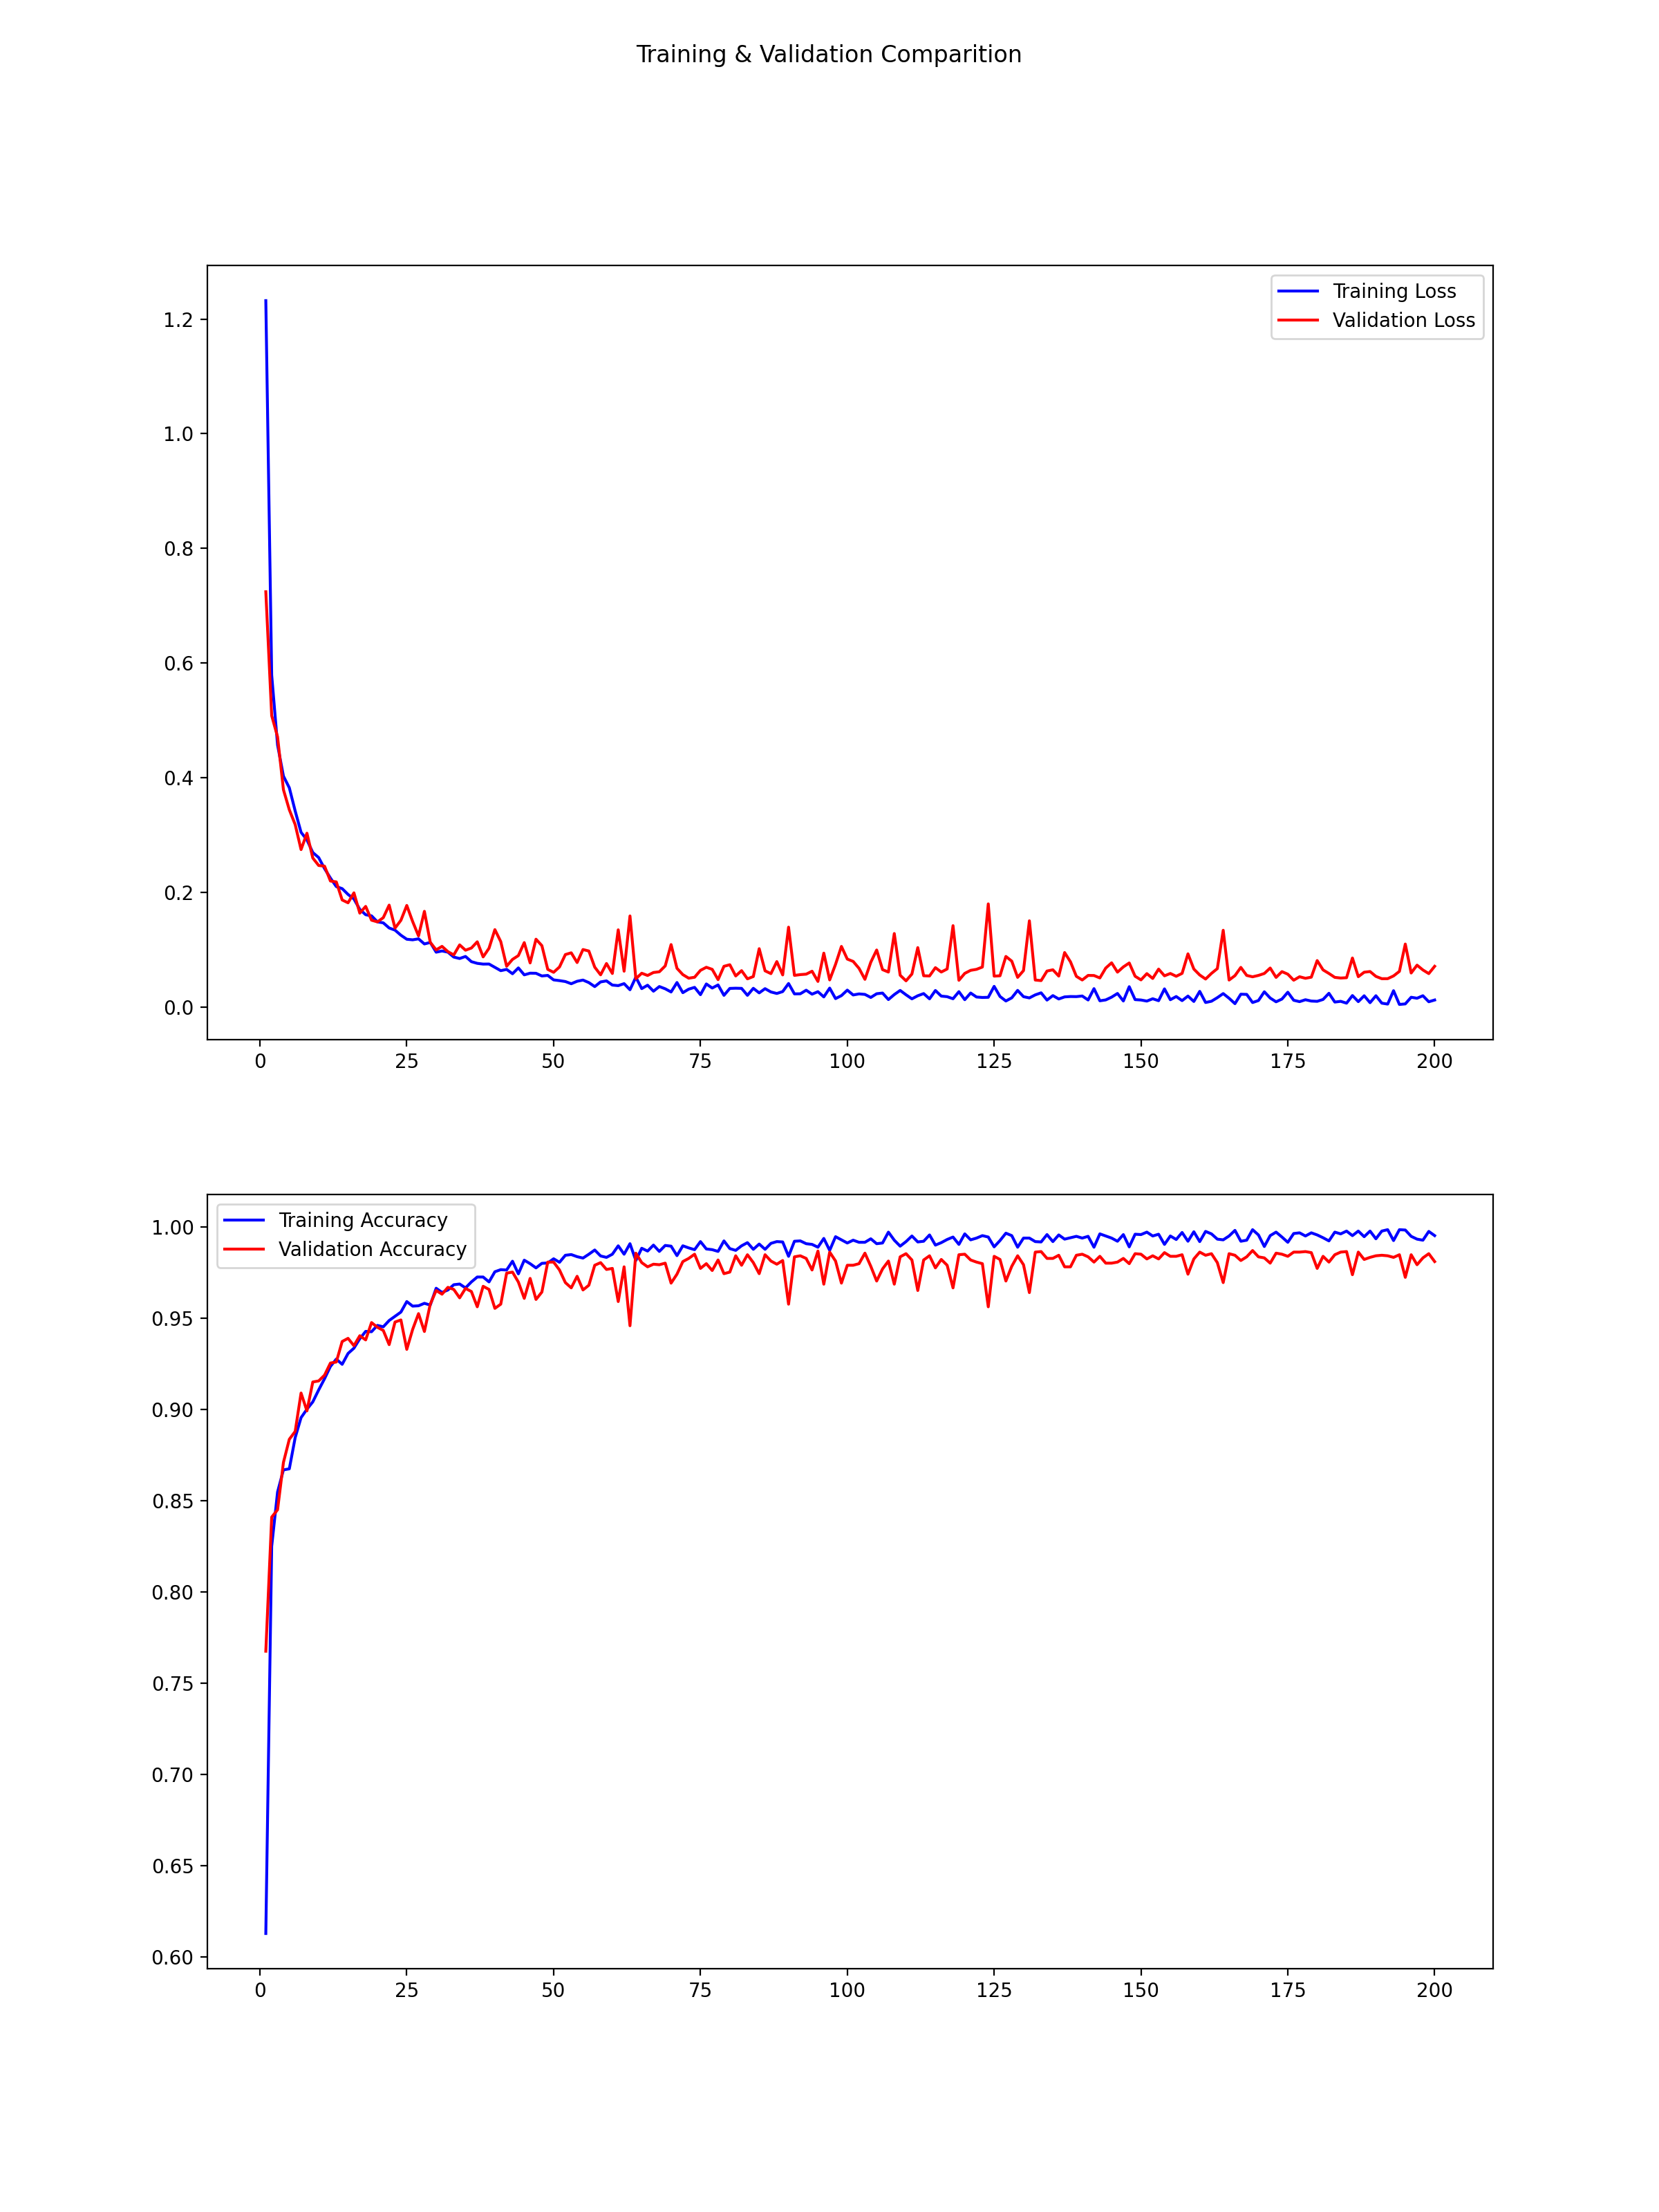 Training & Validation Comparition
Training Loss
Validation Loss
1.2
1.0
0.8
0.6
0.4
0.2
0.0
0 25 50 75 100 125 150 175 200
Training Accuracy
Validation Accuracy
1.00
0.95
0.90
0.85
0.80
0.75
0.70
0.65
0.60
0 25 50 75 100 125 150 175 200